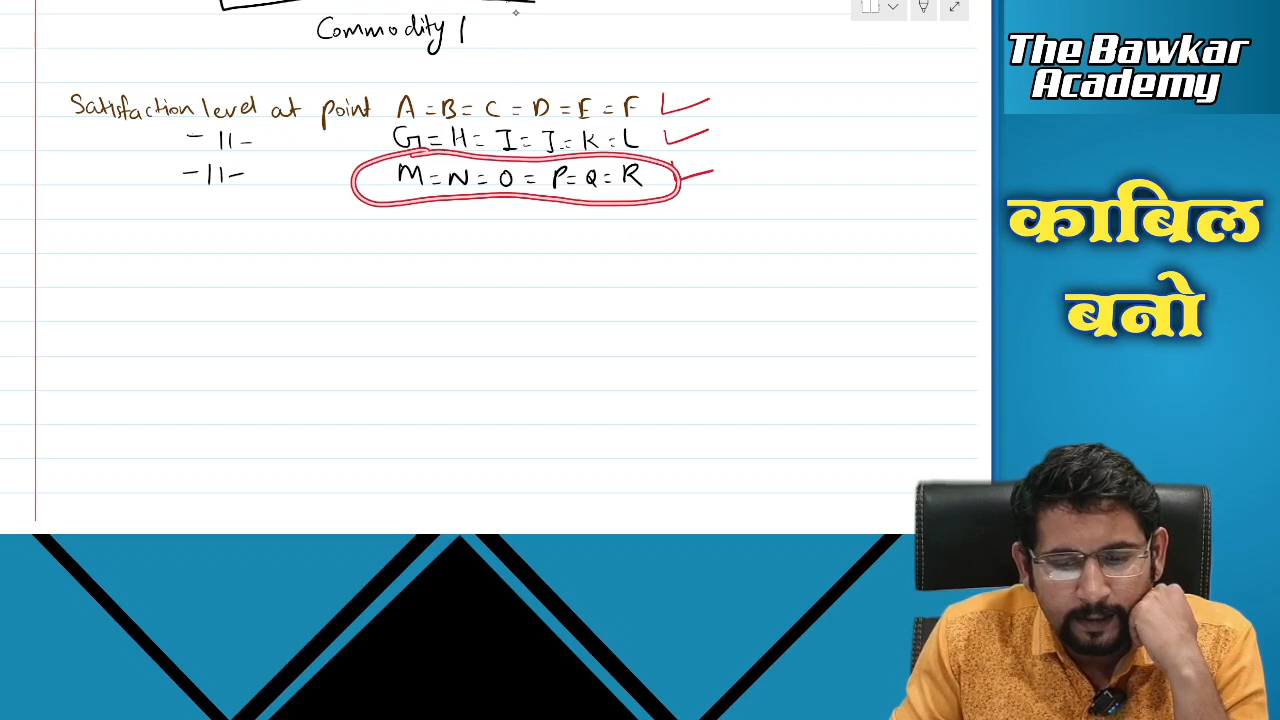 Commodity 1
Satisfaction level at point A = B = C = D = E = F
-11- G = H = I = J = K = L
-11- M = N = O = P = Q = R
The Bawkar
Academy
काबिल
बनो